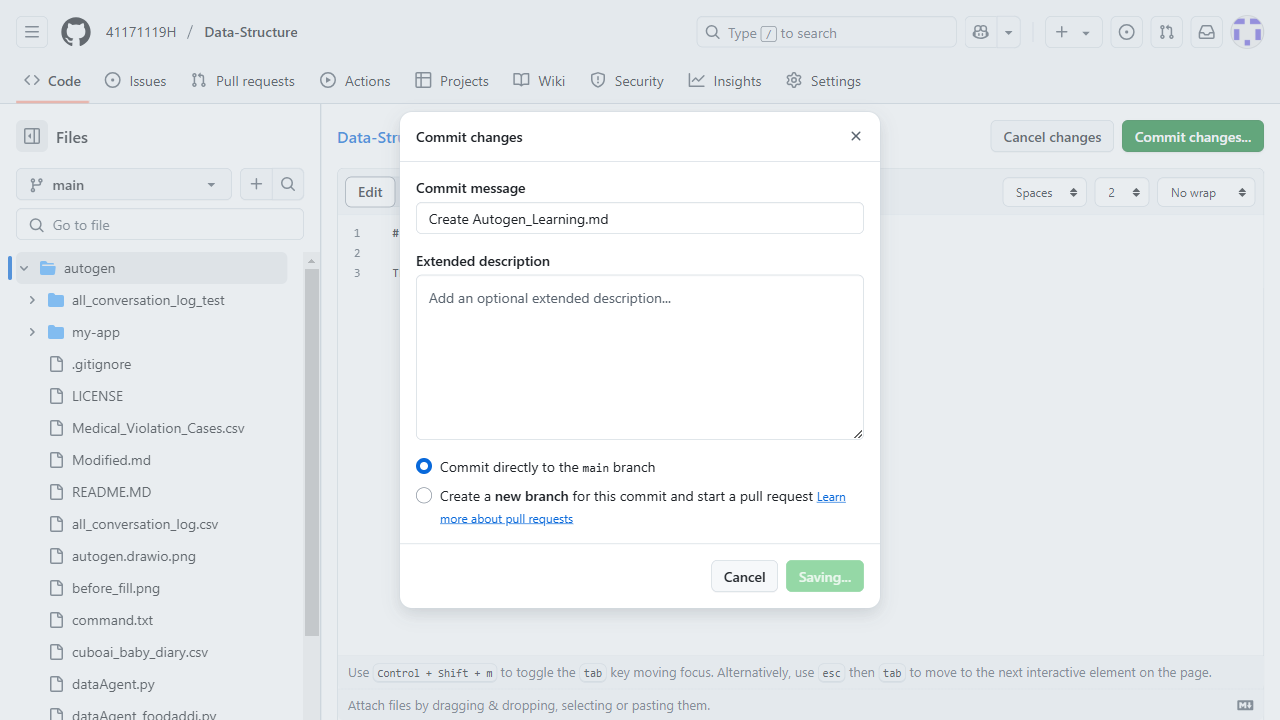 41171119H / Data-Structure
Type / to search
Code
Issues
Pull requests
Actions
Projects
Wiki
Security
Insights
Settings
Files
main
Go to file
autogen
all_conversation_log_test
my-app
.gitignore
LICENSE
Medical_Violation_Cases.csv
Modified.md
README.MD
all_conversation_log.csv
autogen.drawio.png
before_fill.png
command.txt
cuboai_baby_diary.csv
dataAgent.py
dataAgent_foodaddi.py
Data-Stru
Cancel changes
Commit changes...
Edit
Spaces
2
No wrap
1 #
2
3 T
Commit changes
Commit message
Create Autogen_Learning.md
Extended description
Add an optional extended description...
Commit directly to the main branch
Create a new branch for this commit and start a pull request Learn
more about pull requests
Cancel
Saving...
Use Control + Shift + m to toggle the tab key moving focus. Alternatively, use esc then tab to move to the next interactive element on the page.
Attach files by dragging & dropping, selecting or pasting them.